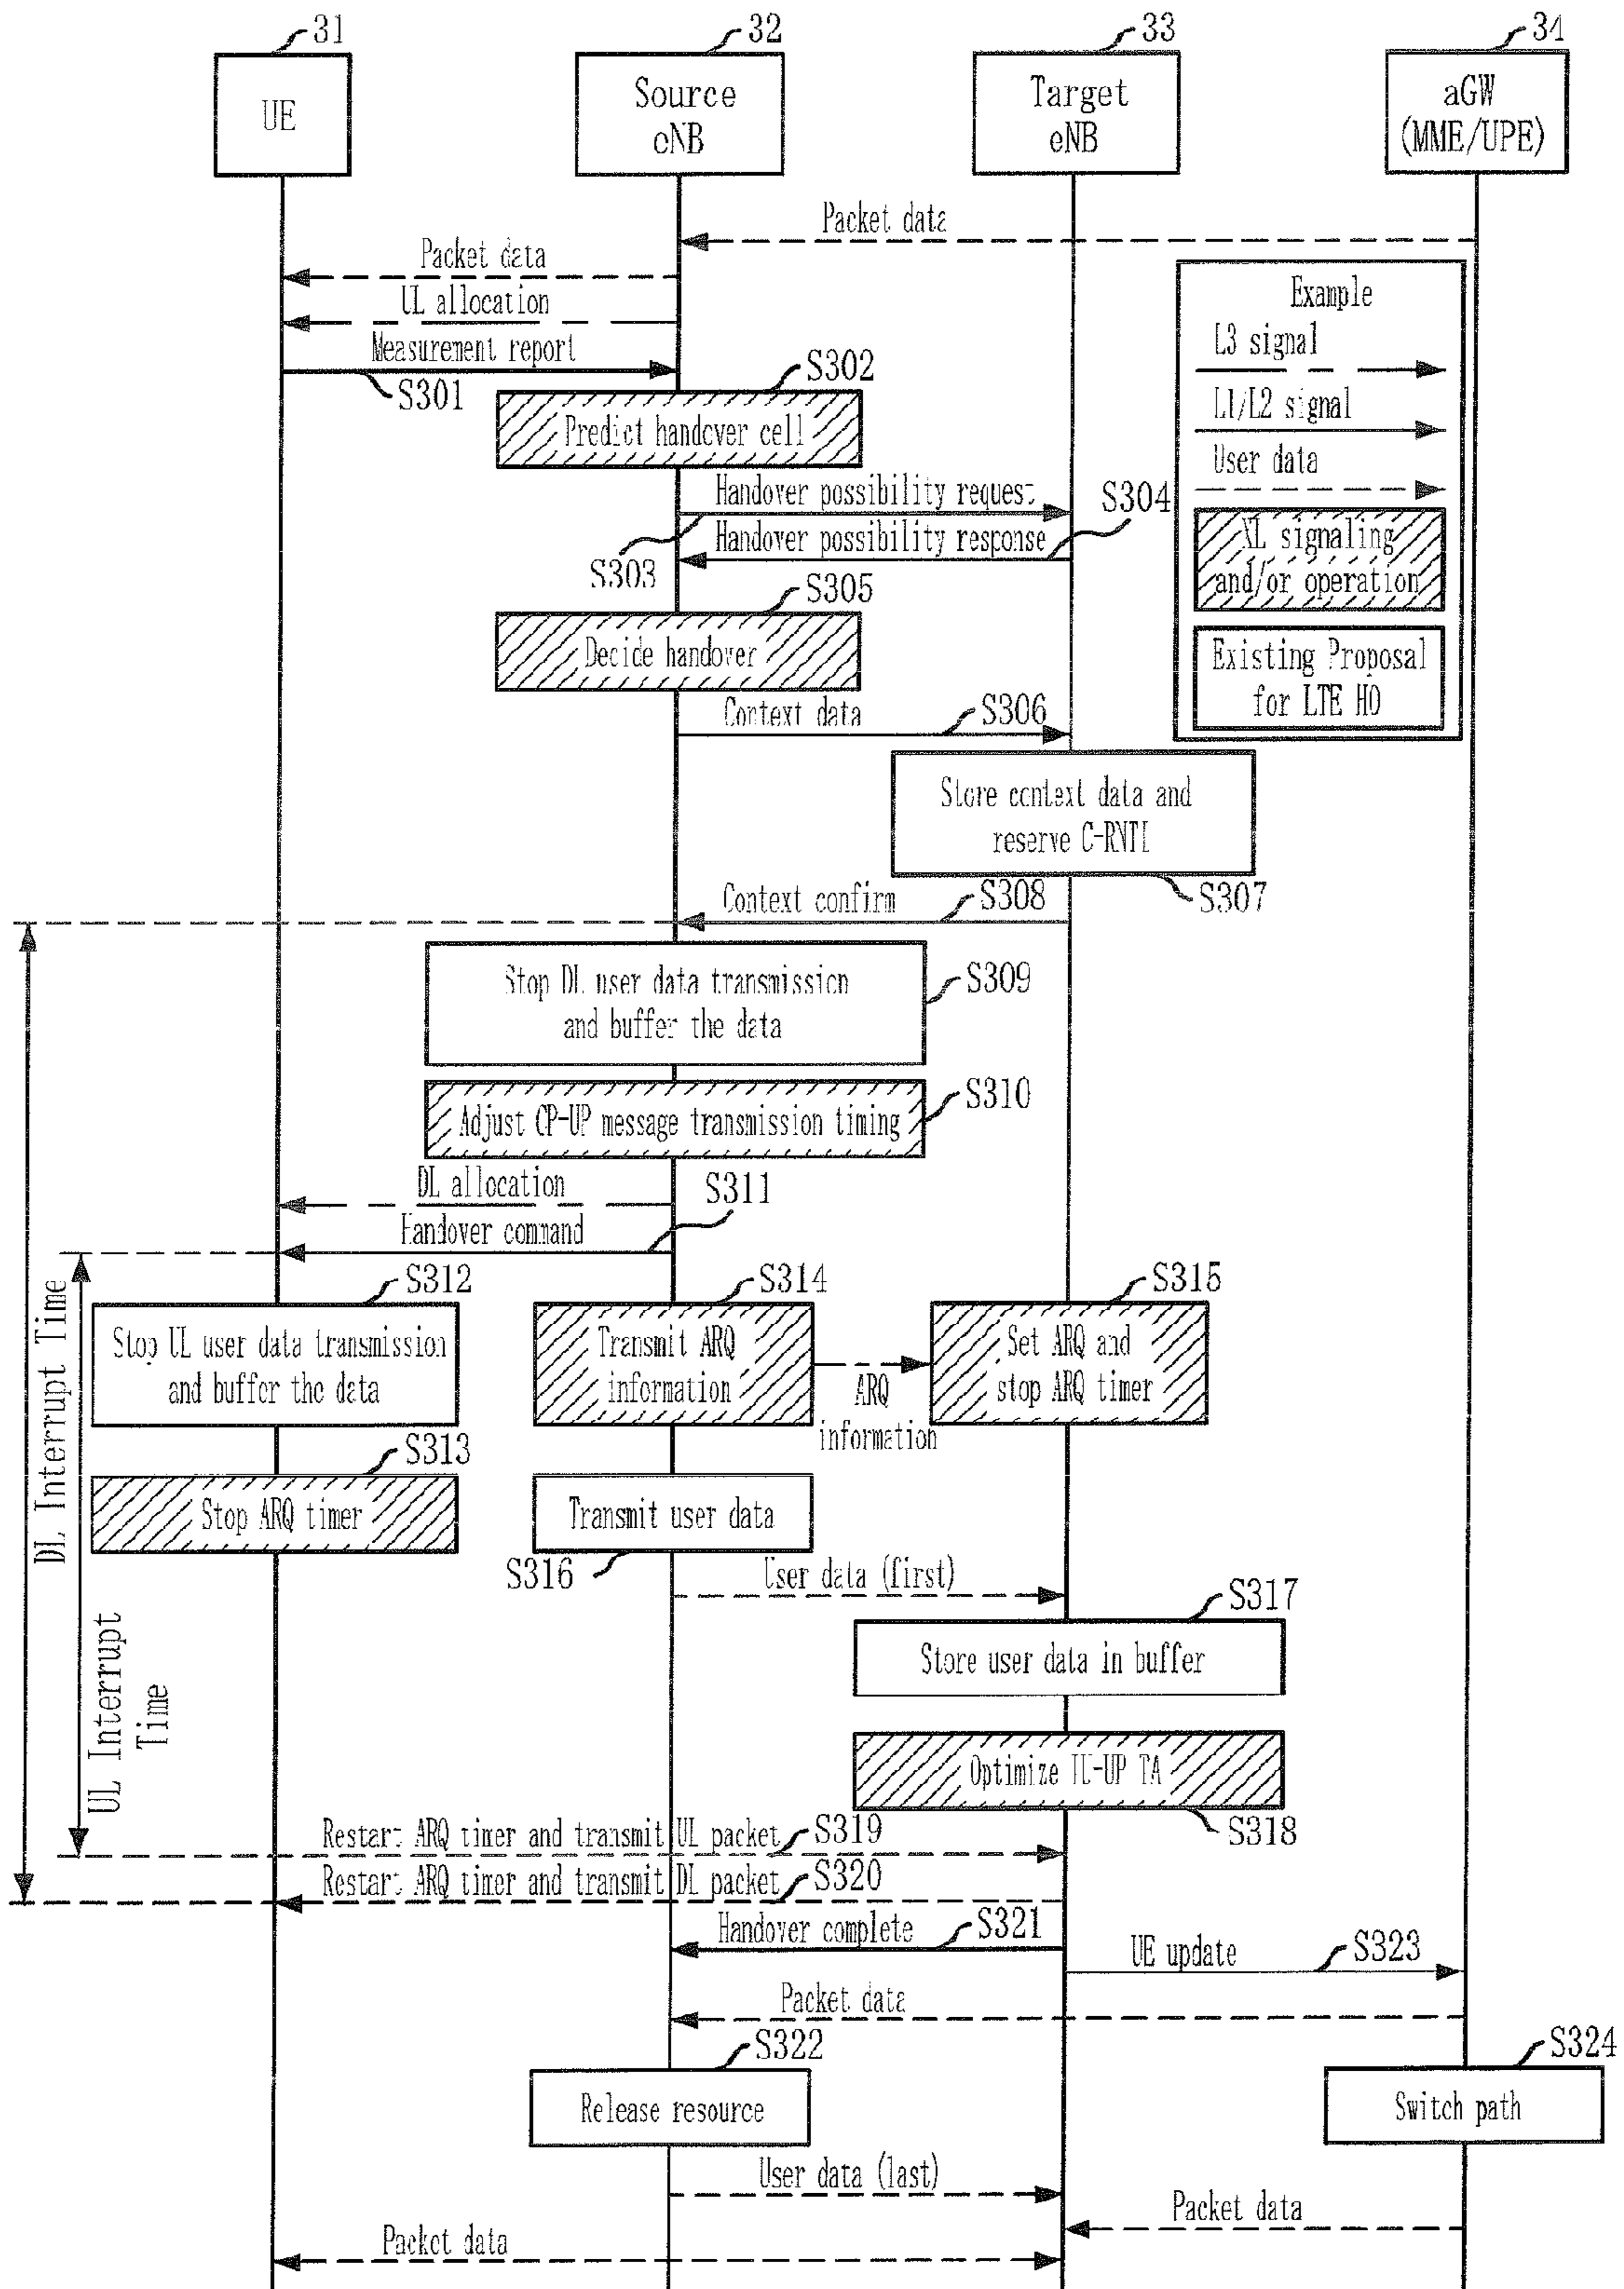 31
32
33
34
UE
Source
eNB
Target
eNB
aGW
(MME/UPE)
Packet data
Packet data
UL allocation
Measurement report
S301
Example
L3 signal
L1/L2 signal
User data
XL signaling
and/or operation
Existing Proposal
for LTE HO
S302
Predict handover cell
Handover possibility request
S303
S304
Handover possibility response
S305
Decide handover
Context data
S306
Store context data and
reserve C-RNTI
S307
Context confirm
S308
Stop DL user data transmission
and buffer the data
S309
Adjust CP-UP message transmission timing
S310
DL allocation
S311
Handover command
S312
Stop UL user data transmission
and buffer the data
S314
Transmit ARQ
information
ARQ
information
S315
Set ARQ and
stop ARQ timer
S313
Stop ARQ timer
Transmit user data
S316
DL Interrupt Time
UL Interrupt
Time
User data (first)
S317
Store user data in buffer
Optimize UL-UP TA
S318
Restart ARQ timer and transmit UL packet
S319
Restart ARQ timer and transmit DL packet
S320
Handover complete
S321
UE update
S323
Packet data
S322
Release resource
S324
Switch path
User data (last)
Packet data
Packet data